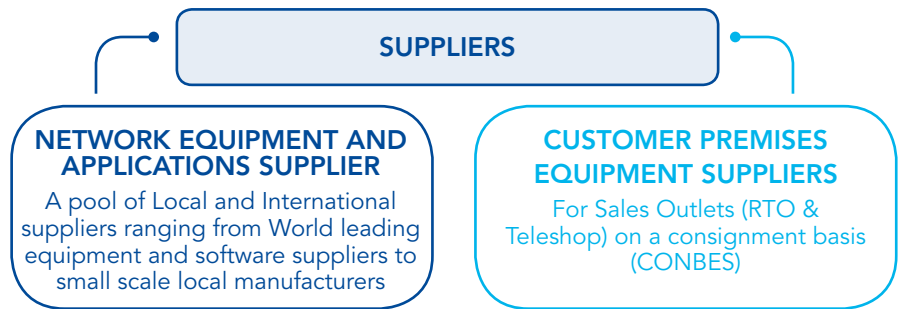 SUPPLIERS
NETWORK EQUIPMENT AND
APPLICATIONS SUPPLIER
A pool of Local and International
suppliers ranging from World leading
equipment and software suppliers to
small scale local manufacturers
CUSTOMER PREMISES
EQUIPMENT SUPPLIERS
For Sales Outlets (RTO &
Teleshop) on a consignment basis
(CONBES)